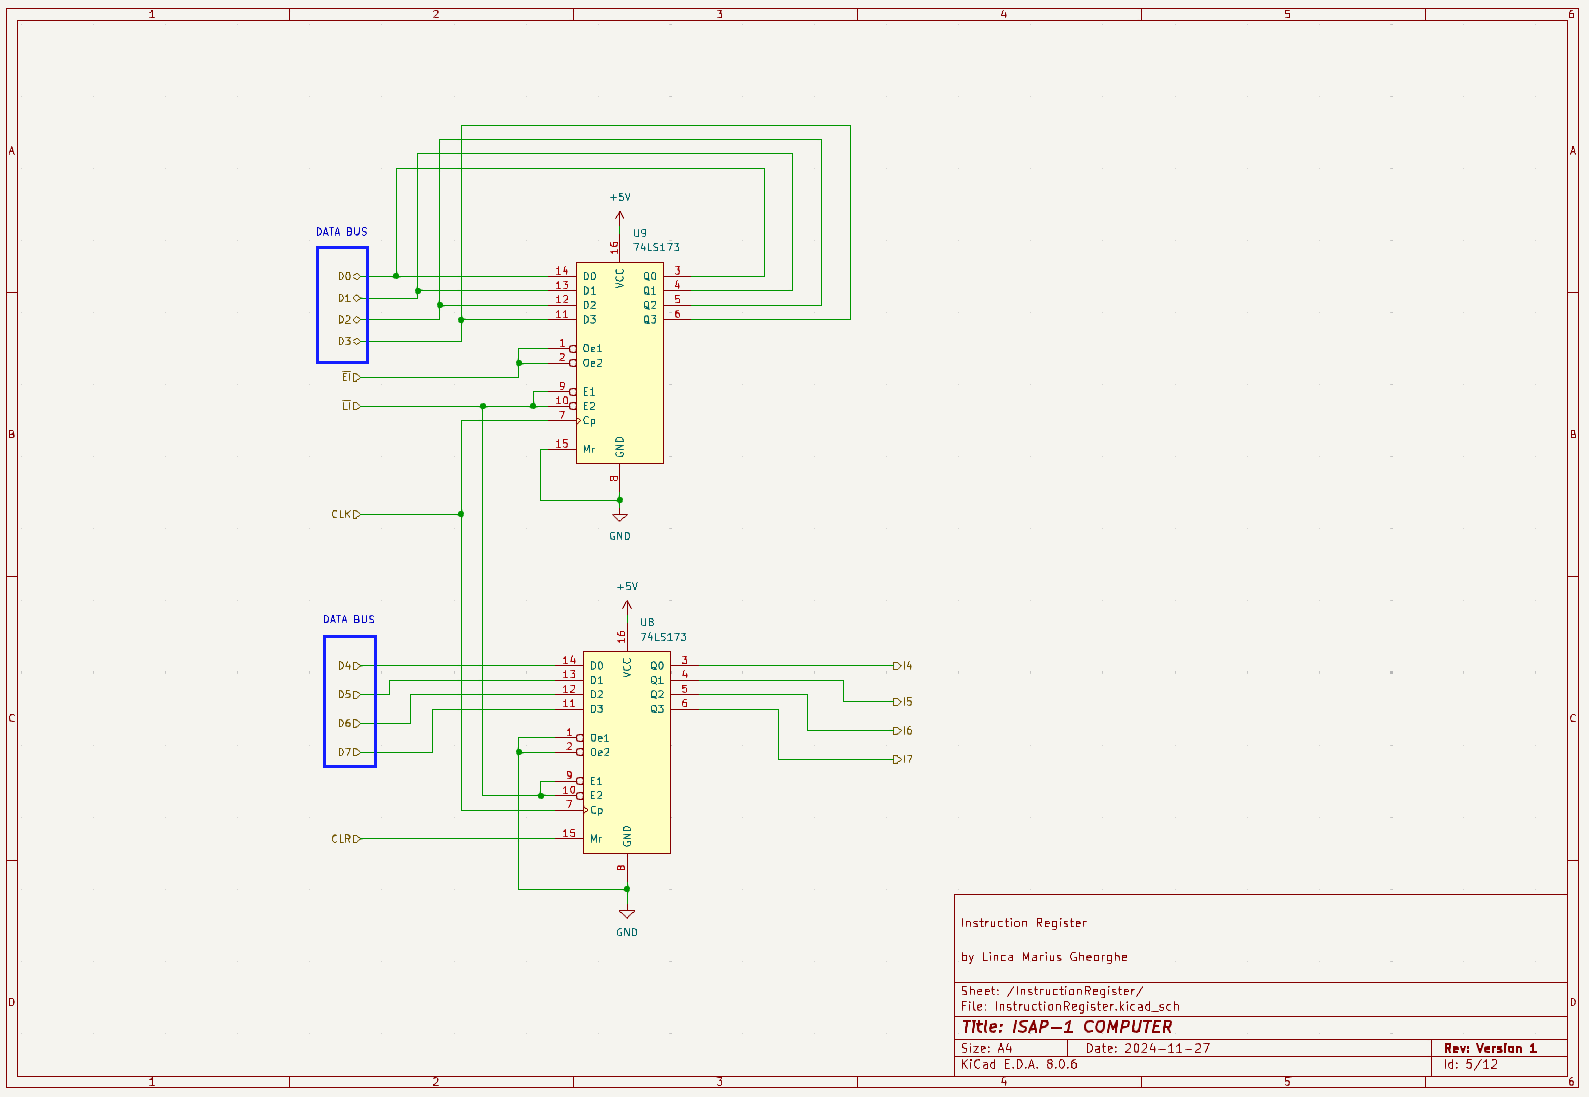 1 2 3 4 5 6
A A
B B
C C
D D
+5V
U9
74LS173
DATA BUS
16
VCC
D0 14 D0 Q0 3
D1 13 D1 Q1 4
D2 12 D2 Q2 5
D3 11 D3 Q3 6
1 Oe1
2 Oe2
EI
9 E1
LI 10 E2
7 Cp
15 Mr
GND
8
CLK
GND
+5V
U8
74LS173
DATA BUS
16
VCC
D4 14 D0 Q0 3 I4
D5 13 D1 Q1 4 I5
D6 12 D2 Q2 5 I6
D7 11 D3 Q3 6 I7
1 Oe1
2 Oe2
9 E1
10 E2
7 Cp
CLR 15 Mr
GND
8
GND
Instruction Register
by Linca Marius Gheorghe
Sheet: /InstructionRegister/
File: InstructionRegister.kicad_sch
Title: ISAP-1 COMPUTER
Size: A4 Date: 2024-11-27 Rev: Version 1
KiCad E.D.A. 8.0.6 Id: 5/12
1 2 3 4 5 6